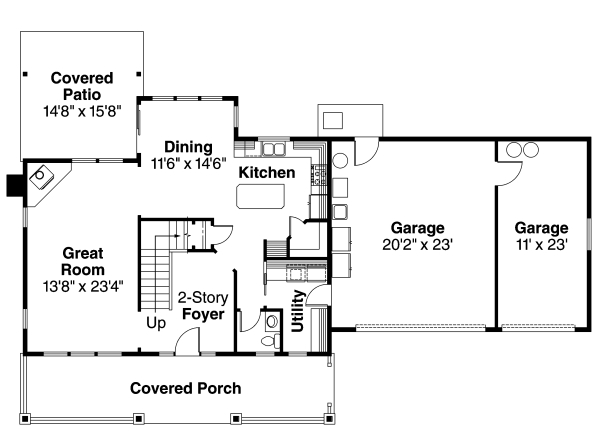 Covered
Patio
14'8" x 15'8"
Dining
11'6" x 14'6"
Kitchen
Great
Room
13'8" x 23'4"
Garage
20'2" x 23'
Garage
11' x 23'
2-Story
Foyer
Up
Utility
Covered Porch